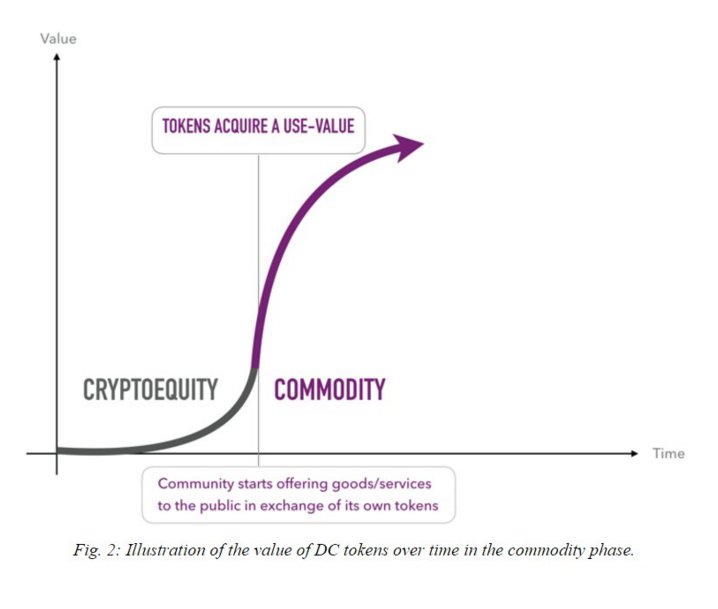 Value
TOKENS ACQUIRE A USE-VALUE
CRYPTOEQUITY
COMMODITY
Time
Community starts offering goods/services
to the public in exchange of its own tokens
Fig. 2: Illustration of the value of DC tokens over time in the commodity phase.